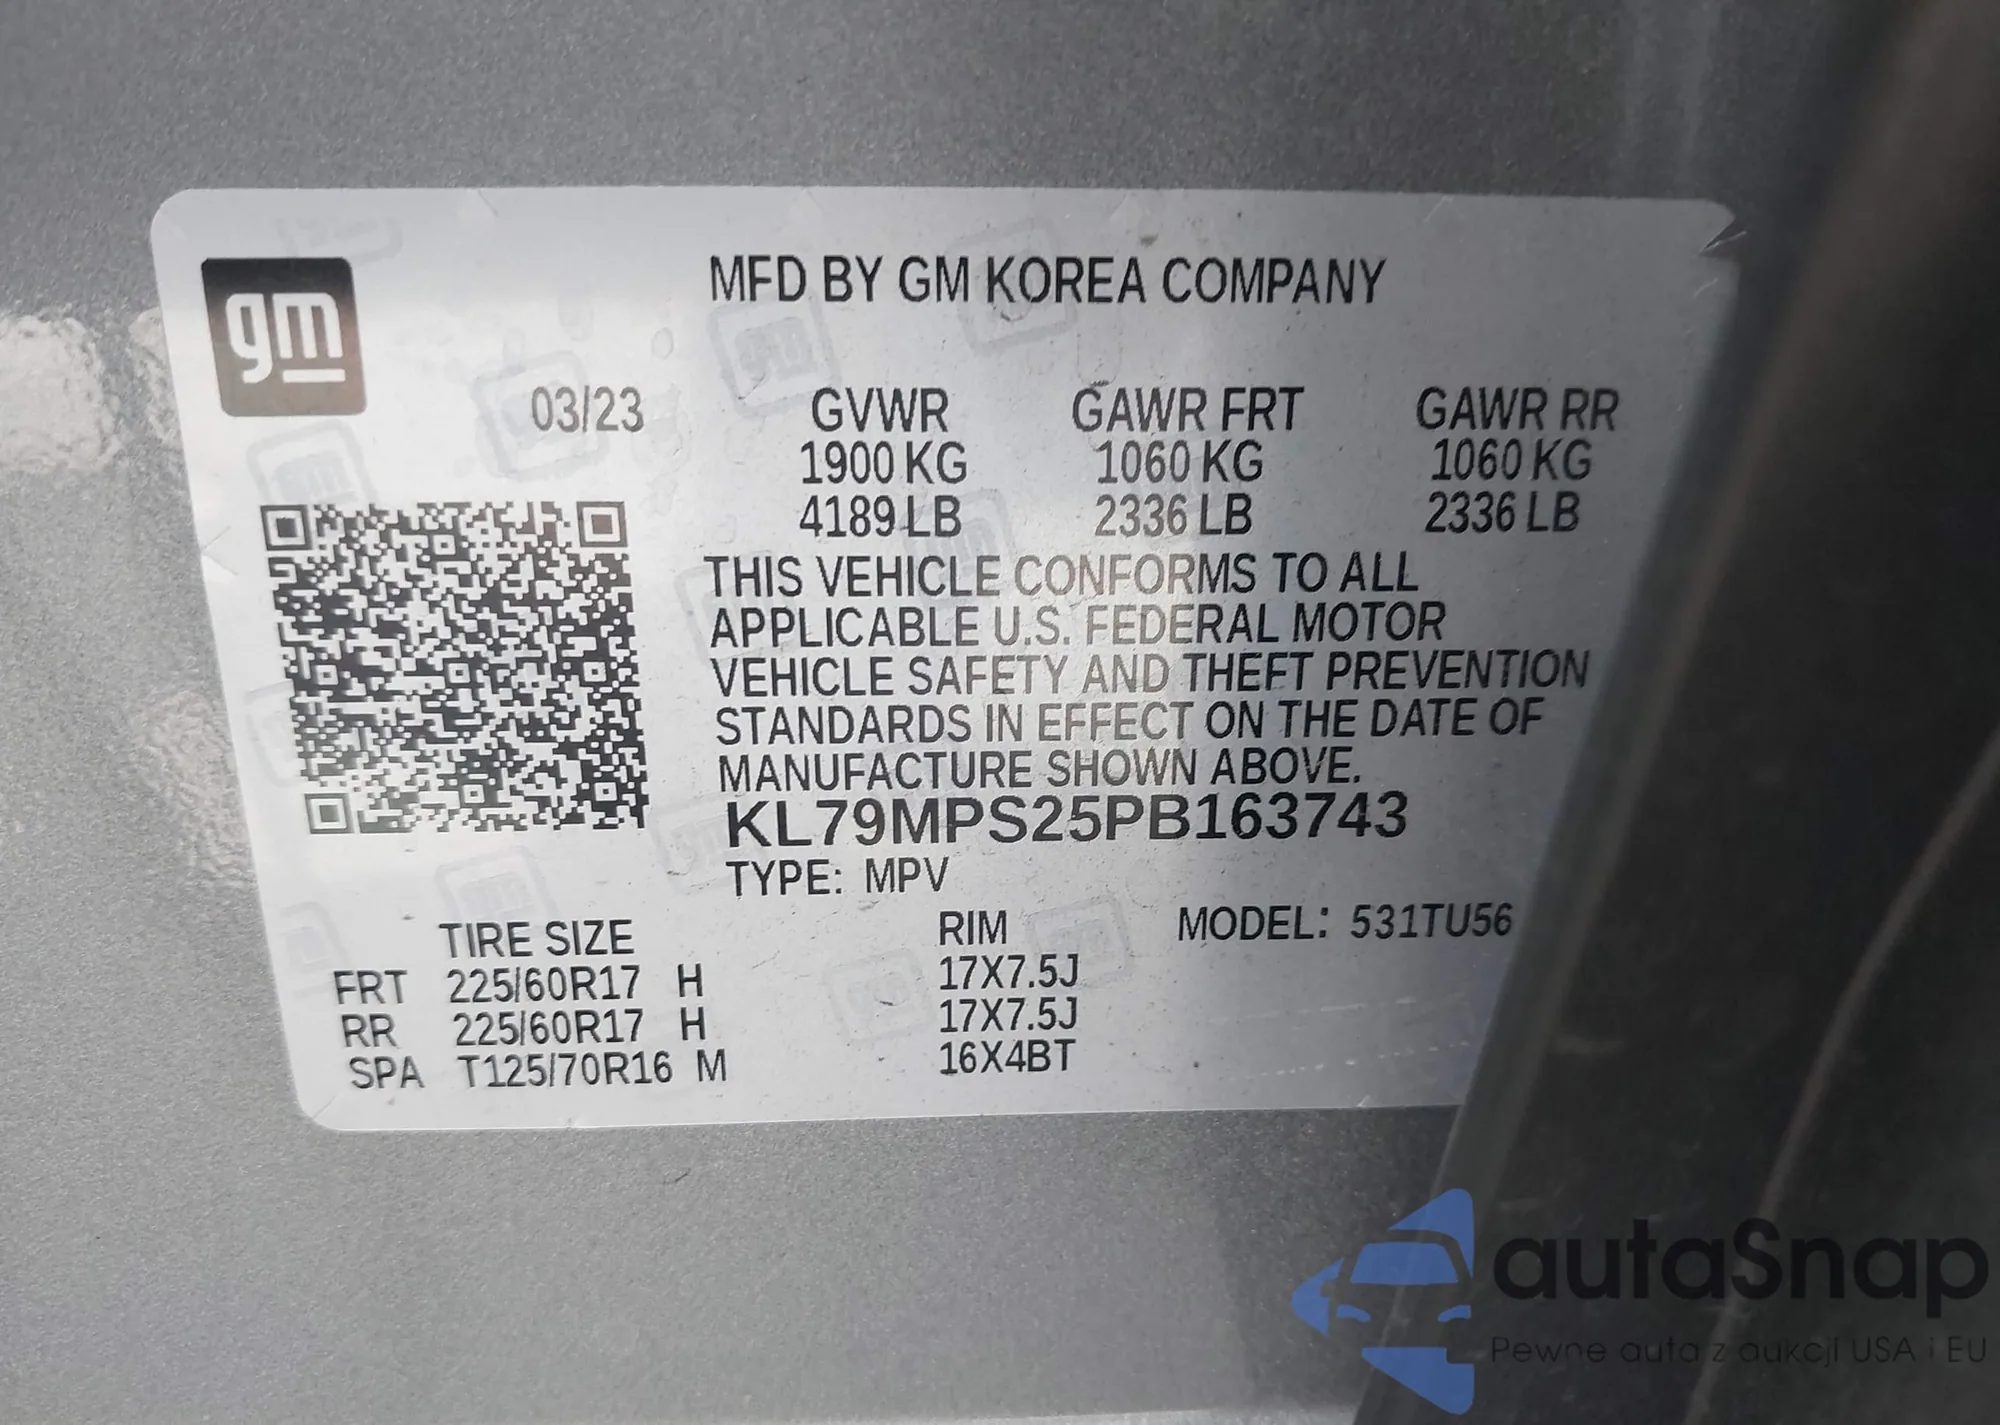 gm
MFD BY GM KOREA COMPANY
03/23 GVWR GAWR FRT GAWR RR
1900 KG 1060 KG 1060 KG
4189 LB 2336 LB 2336 LB
THIS VEHICLE CONFORMS TO ALL
APPLICABLE U.S. FEDERAL MOTOR
VEHICLE SAFETY AND THEFT PREVENTION
STANDARDS IN EFFECT ON THE DATE OF
MANUFACTURE SHOWN ABOVE.
KL79MPS25PB163743
TYPE: MPV
TIRE SIZE RIM MODEL: 531TU56
FRT 225/60R17 H 17X7.5J
RR 225/60R17 H 17X7.5J
SPA T125/70R16 M 16X4BT
autaSnap
Pewne auta z aukcji USA i EU